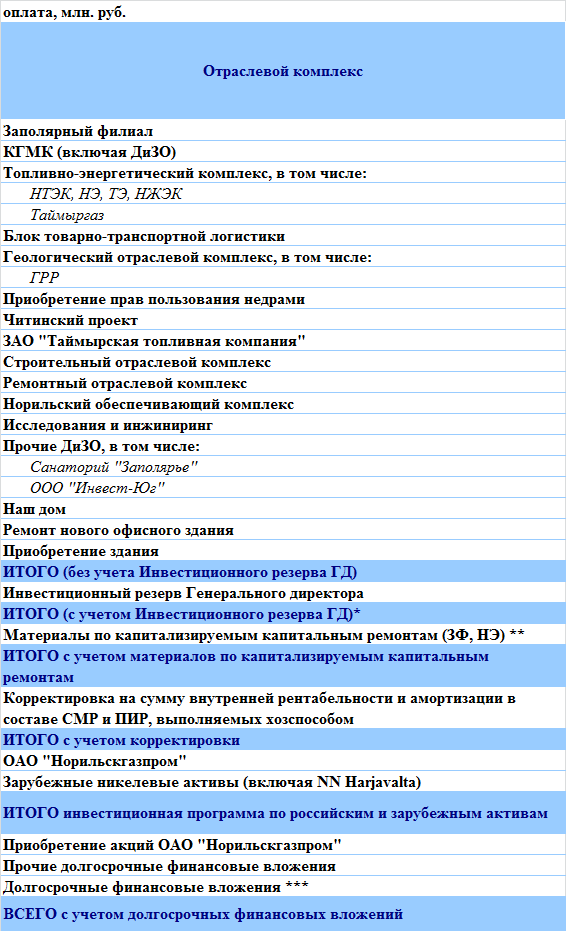 оплата, млн. руб.
Отраслевой комплекс
Заполярный филиал
КГМК (включая ДиЗО)
Топливно-энергетический комплекс, в том числе:
НТЭК, НЭ, ТЭ, НЖЭК
Таймыргаз
Блок товарно-транспортной логистики
Геологический отраслевой комплекс, в том числе:
ГРР
Приобретение прав пользования недрами
Читинский проект
ЗАО "Таймырская топливная компания"
Строительный отраслевой комплекс
Ремонтный отраслевой комплекс
Норильский обеспечивающий комплекс
Исследования и инжиниринг
Прочие ДиЗО, в том числе:
Санаторий "Заполярье"
ООО "Инвест-Юг"
Наш дом
Ремонт нового офисного здания
Приобретение здания
ИТОГО (без учета Инвестиционного резерва ГД)
Инвестиционный резерв Генерального директора
ИТОГО (с учетом Инвестиционного резерва ГД)*
Материалы по капитализируемым капитальным ремонтам (ЗФ, НЭ) **
ИТОГО с учетом материалов по капитализируемым капитальным
ремонтам
Корректировка на сумму внутренней рентабельности и амортизации в
составе СМР и ПИР, выполняемых хозспособом
ИТОГО с учетом корректировки
ОАО "Норильскгазпром"
Зарубежные никелевые активы (включая NN Harjavalta)
ИТОГО инвестиционная программа по российским и зарубежным активам
Приобретение акций ОАО "Норильскгазпром"
Прочие долгосрочные финансовые вложения
Долгосрочные финансовые вложения ***
ВСЕГО с учетом долгосрочных финансовых вложений